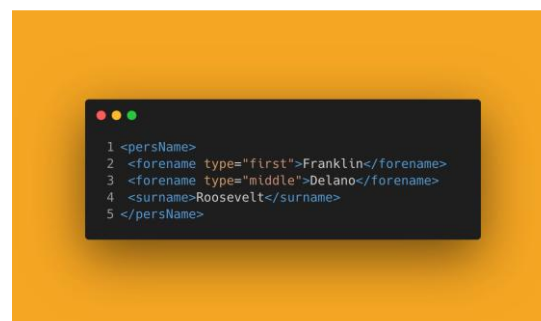 1 <persName>
2 <forename type="first">Franklin</forename>
3 <forename type="middle">Delano</forename>
4 <surname>Roosevelt</surname>
5 </persName>